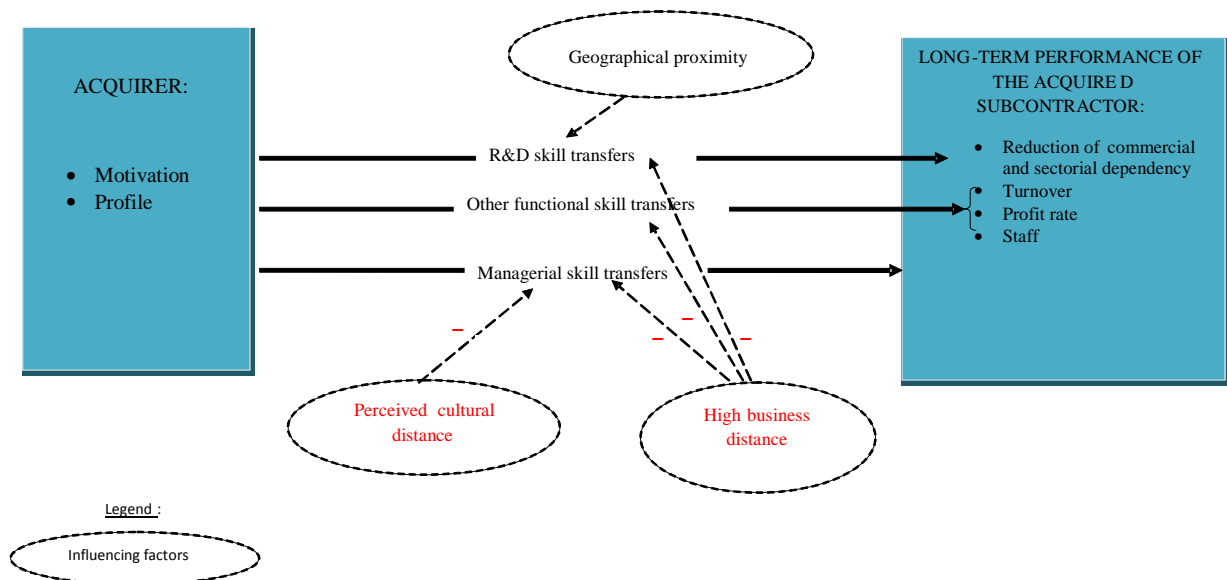 Geographical proximity
ACQUIRER:
• Motivation
• Profile
R&D skill transfers
Other functional skill transfers
Managerial skill transfers
LONG-TERM PERFORMANCE OF
THE ACQUIRE D
SUBCONTRACTOR:
• Reduction of commercial
and sectorial dependency
• Turnover
• Profit rate
• Staff
–
–
–
–
Perceived cultural
distance
High business
distance
Legend :
Influencing factors